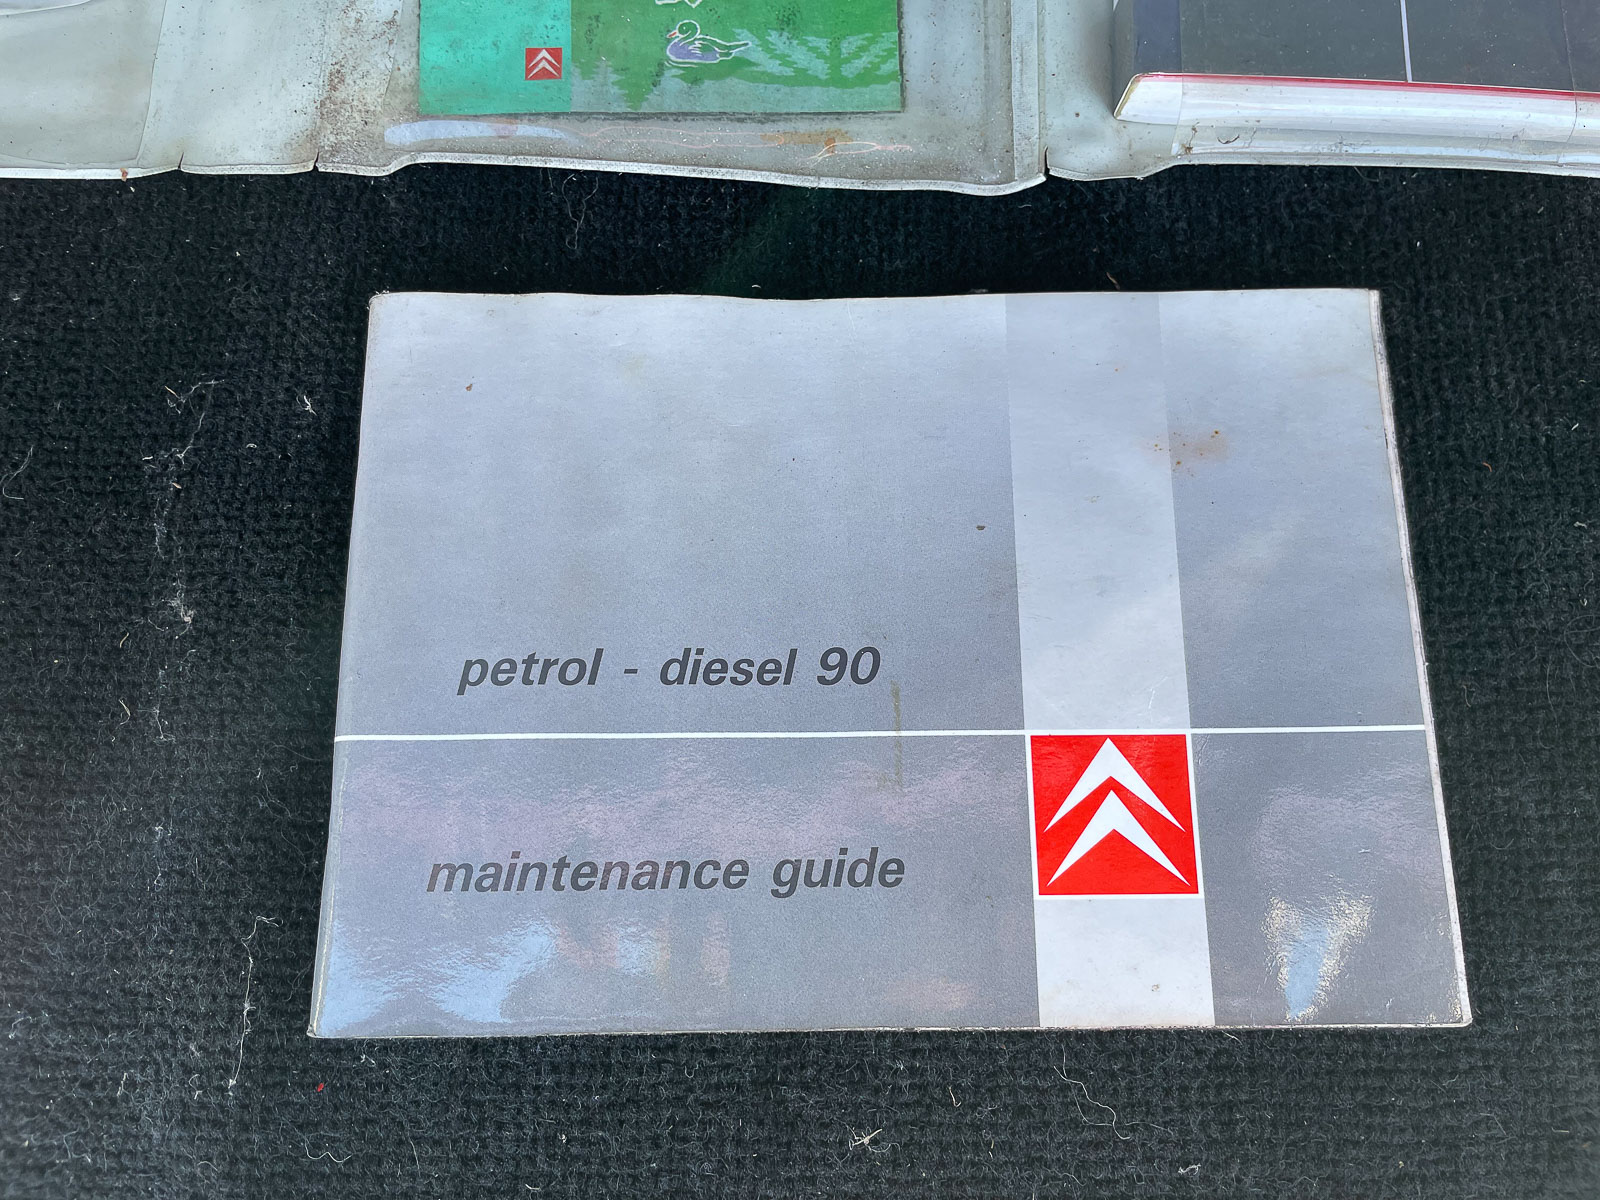 petrol - diesel 90
maintenance guide